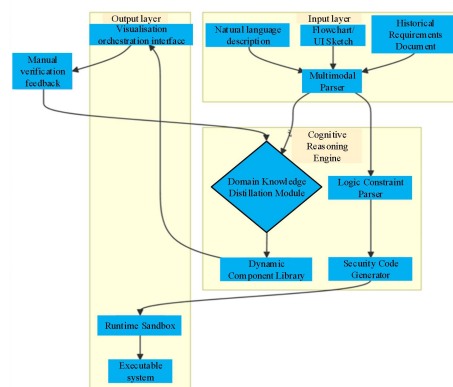 Output layer
Visualisation
orchestration interface
Manual
verification
feedback
Input layer
Natural language
description
Flowchart/
UI Sketch
Historical
Requirements
Document
Multimodal
Parser
Cognitive
Reasoning
Engine
Domain Knowledge
Distillation Module
Logic Constraint
Parser
Dynamic
Component Library
Security Code
Generator
Runtime Sandbox
Executable
system